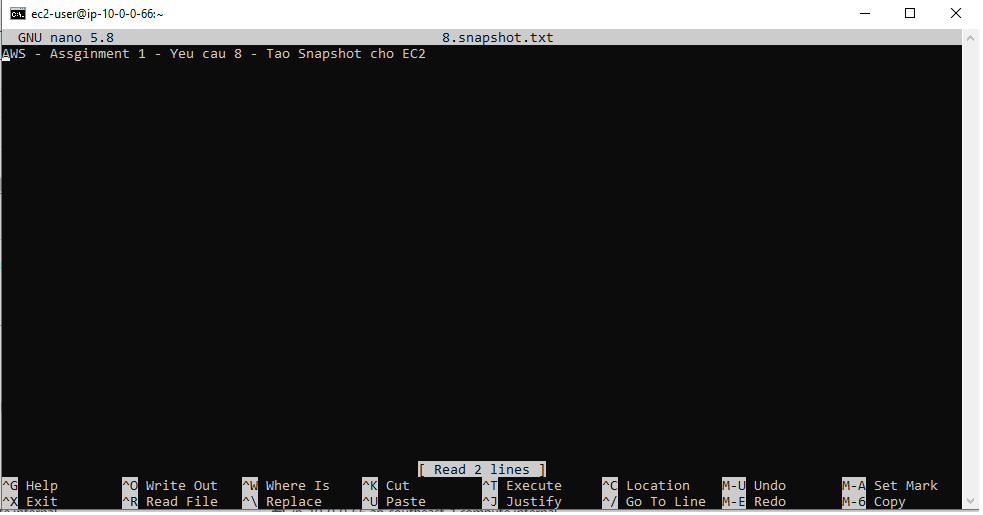 ec2-user@ip-10-0-0-66:~
GNU nano 5.8 8.snapshot.txt
AWS - Assginment 1 - Yeu cau 8 - Tao Snapshot cho EC2
[ Read 2 lines ]
^G Help ^O Write Out ^W Where Is ^K Cut ^T Execute ^C Location M-U Undo M-A Set Mark
^X Exit ^R Read File ^\ Replace ^U Paste ^J Justify ^/ Go To Line M-E Redo M-6 Copy